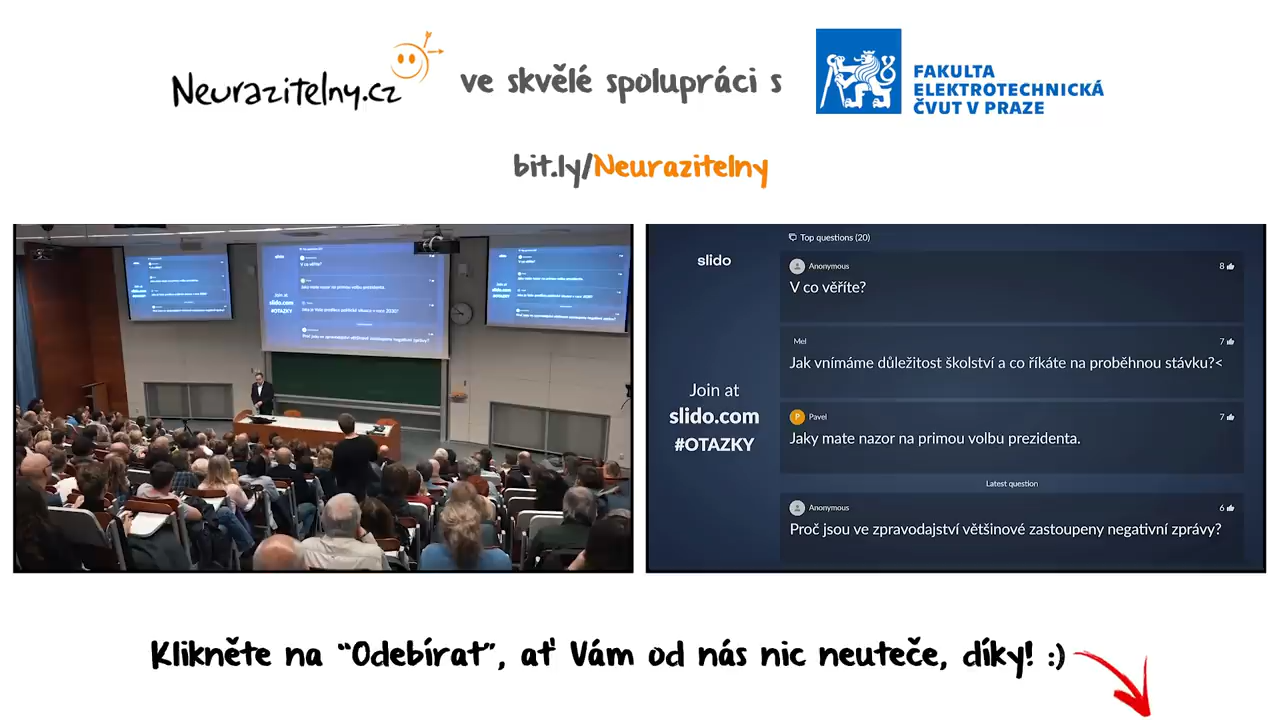 Neurazitelny.cz ve skvělé spolupráci s
FAKULTA
ELEKTROTECHNICKÁ
ČVUT V PRAZE
bit.ly/Neurazitelny
slido
Join at
slido.com
#OTAZKY
Top questions (20)
Anonymous 8
V co věříte?
Mel 7
Jak vnímáme důležitost školství a co říkáte na proběhnou stávku?<
P Pavel 7
Jaky mate nazor na primou volbu prezidenta.
Latest question
Anonymous 6
Proč jsou ve zpravodajství většinové zastoupeny negativní zprávy?
Klikněte na “Odebírat”, ať Vám od nás nic neuteče, díky! :)